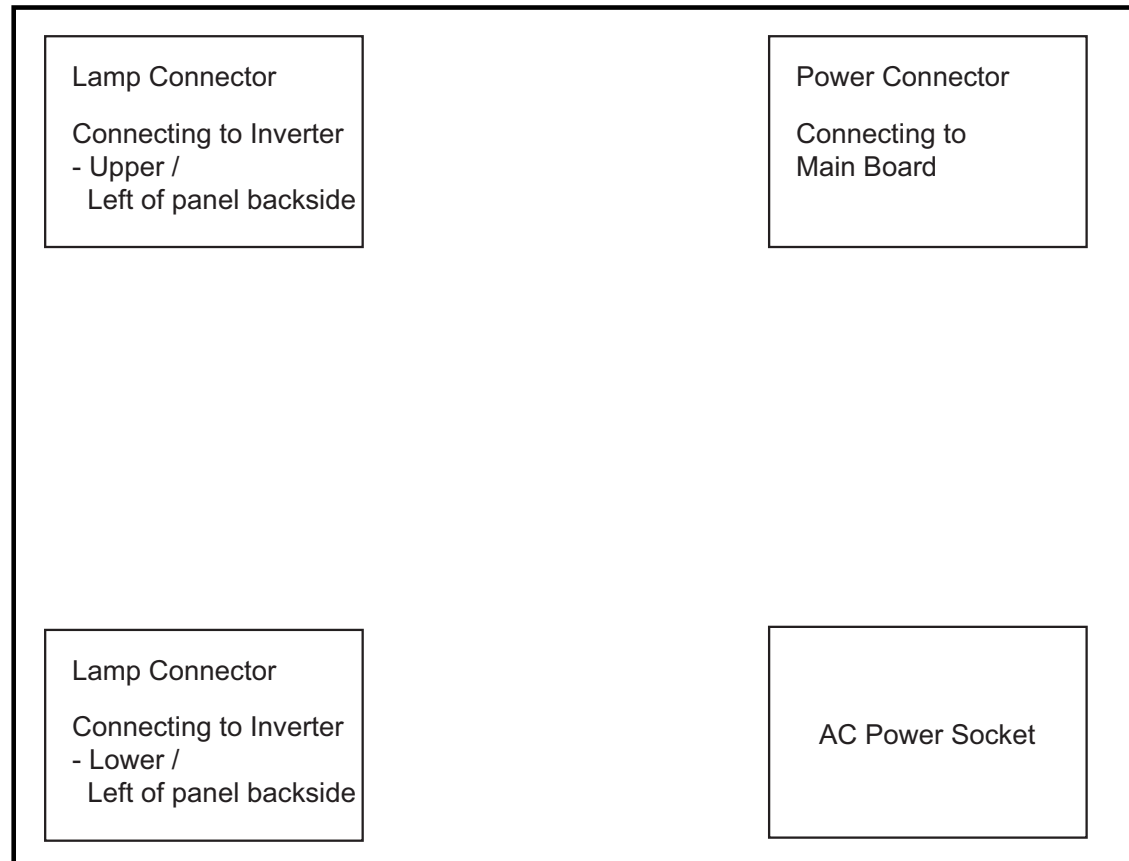 Lamp Connector
Connecting to Inverter
- Upper /
Left of panel backside
Power Connector
Connecting to
Main Board
Lamp Connector
Connecting to Inverter
- Lower /
Left of panel backside
AC Power Socket